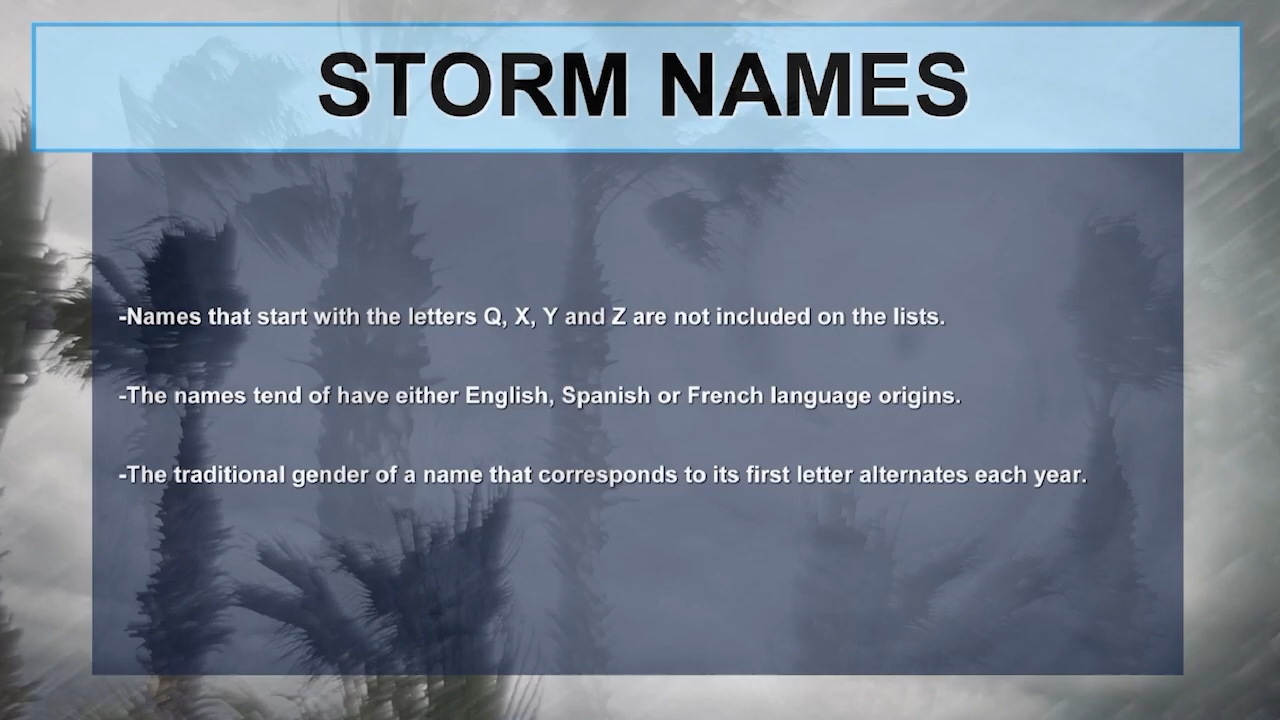 STORM NAMES
-Names that start with the letters Q, X, Y and Z are not included on the lists.
-The names tend of have either English, Spanish or French language origins.
-The traditional gender of a name that corresponds to its first letter alternates each year.